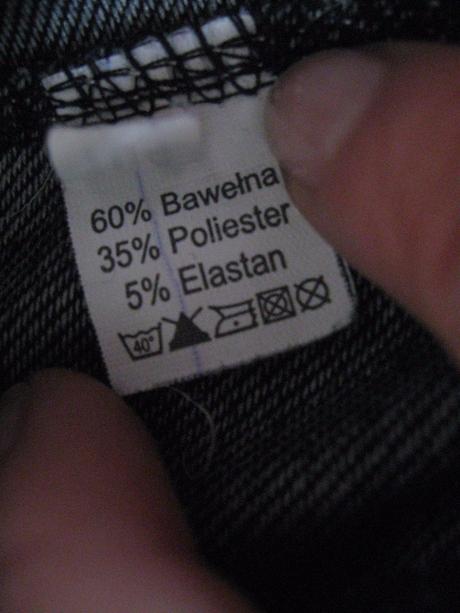 60% Bawełna
35% Poliester
5% Elastan
40°